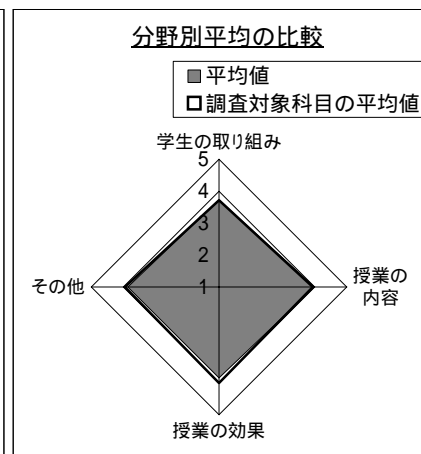 分野別平均の比較
平均値
調査対象科目の平均値
学生の取り組み
5
4
3
2
1
その他
授業の
内容
授業の効果